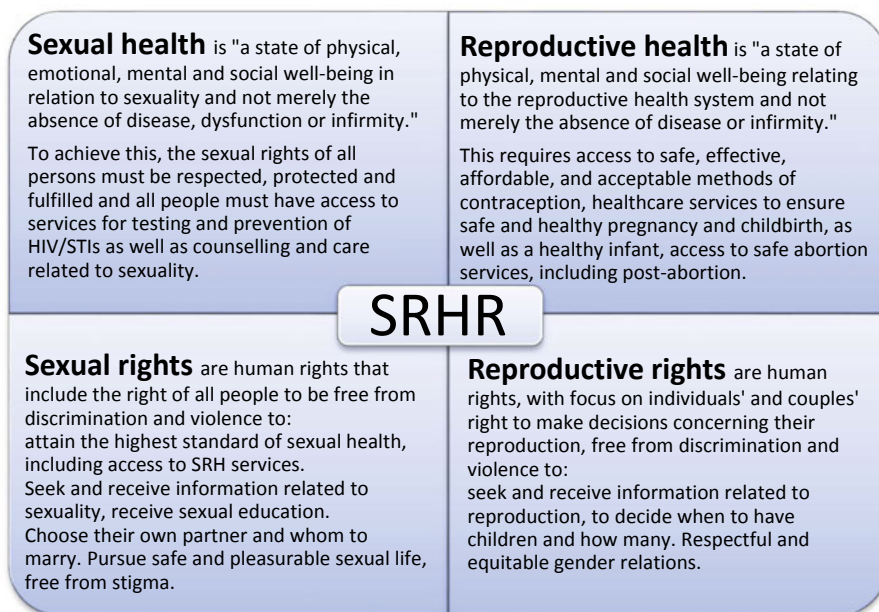 Sexual health is "a state of physical,
emotional, mental and social well-being in
relation to sexuality and not merely the
absence of disease, dysfunction or infirmity."
To achieve this, the sexual rights of all
persons must be respected, protected and
fulfilled and all people must have access to
services for testing and prevention of
HIV/STIs as well as counselling and care
related to sexuality.
Reproductive health is "a state of
physical, mental and social well-being relating
to the reproductive health system and not
merely the absence of disease or infirmity."
This requires access to safe, effective,
affordable, and acceptable methods of
contraception, healthcare services to ensure
safe and healthy pregnancy and childbirth, as
well as a healthy infant, access to safe abortion
services, including post-abortion.
SRHR
Sexual rights are human rights that
include the right of all people to be free from
discrimination and violence to:
attain the highest standard of sexual health,
including access to SRH services.
Seek and receive information related to
sexuality, receive sexual education.
Choose their own partner and whom to
marry. Pursue safe and pleasurable sexual life,
free from stigma.
Reproductive rights are human
rights, with focus on individuals' and couples'
right to make decisions concerning their
reproduction, free from discrimination and
violence to:
seek and receive information related to
reproduction, to decide when to have
children and how many. Respectful and
equitable gender relations.